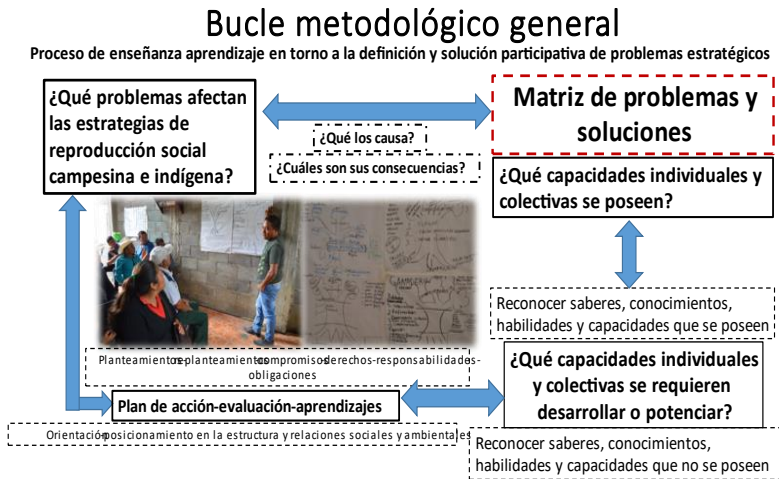 Bucle metodológico general
Proceso de enseñanza aprendizaje en torno a la definición y solución participativa de problemas estratégicos
¿Qué problemas afectan
las estrategias de
reproducción social
campesina e indígena?
¿Qué los causa?
¿Cuáles son sus consecuencias?
Matriz de problemas y
soluciones
¿Qué capacidades individuales y
colectivas se poseen?
Reconocer saberes, conocimientos,
habilidades y capacidades que se poseen
¿Qué capacidades individuales
y colectivas se requieren
desarrollar o potenciar?
Reconocer saberes, conocimientos,
habilidades y capacidades que no se poseen
Planteamientos-replanteamientos-compromisos-derechos-responsabilidades-
obligaciones
Plan de acción-evaluación-aprendizajes
Orientación-posicionamiento en la estructura y relaciones sociales y ambientales